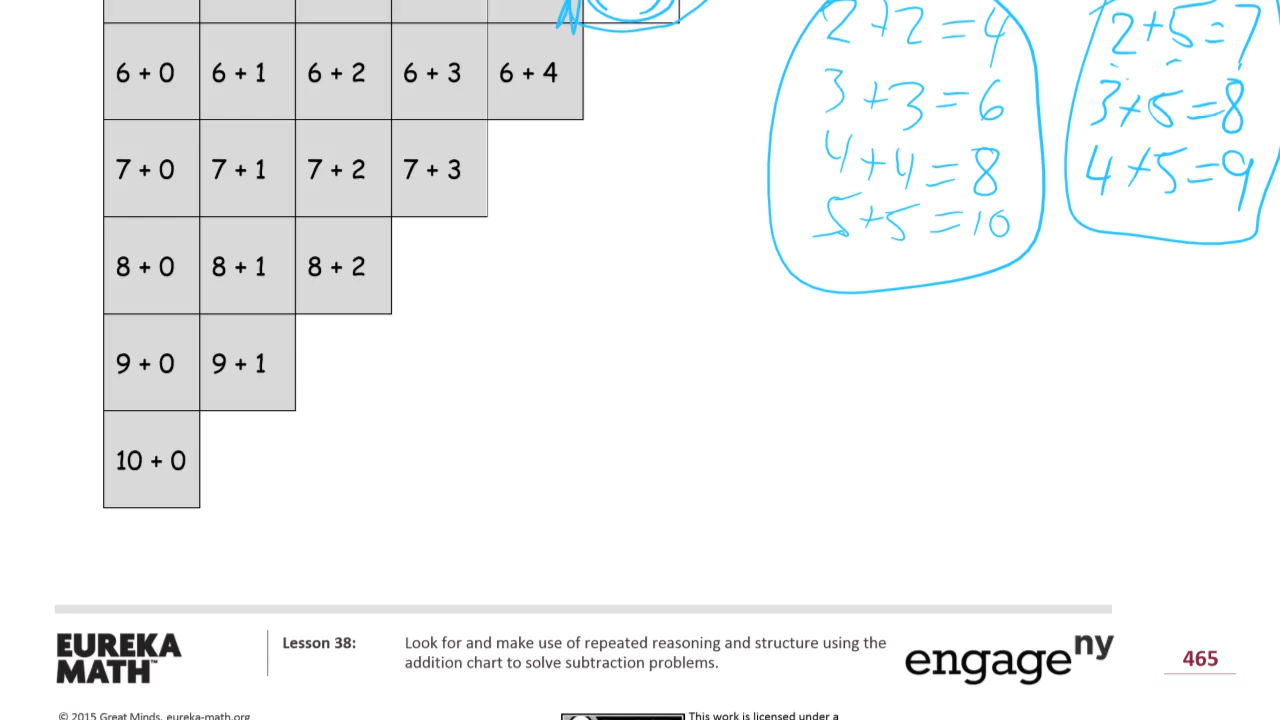 6 + 0 6 + 1 6 + 2 6 + 3 6 + 4
7 + 0 7 + 1 7 + 2 7 + 3
8 + 0 8 + 1 8 + 2
9 + 0 9 + 1
10 + 0
2+2=4
3+3=6
4+4=8
5+5=10
2+5=7
3+5=8
4+5=9
EUREKA
MATH™
Lesson 38:
Look for and make use of repeated reasoning and structure using the
addition chart to solve subtraction problems.
engage ny
465
© 2015 Great Minds. eureka-math.org
This work is licensed under a